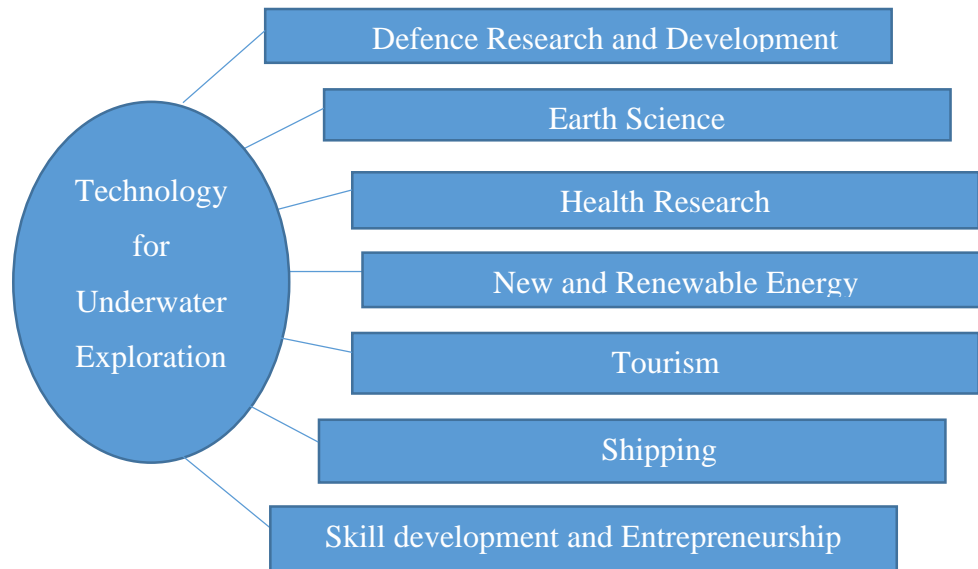 Technology
for
Underwater
Exploration
Defence Research and Development
Earth Science
Health Research
New and Renewable Energy
Tourism
Shipping
Skill development and Entrepreneurship